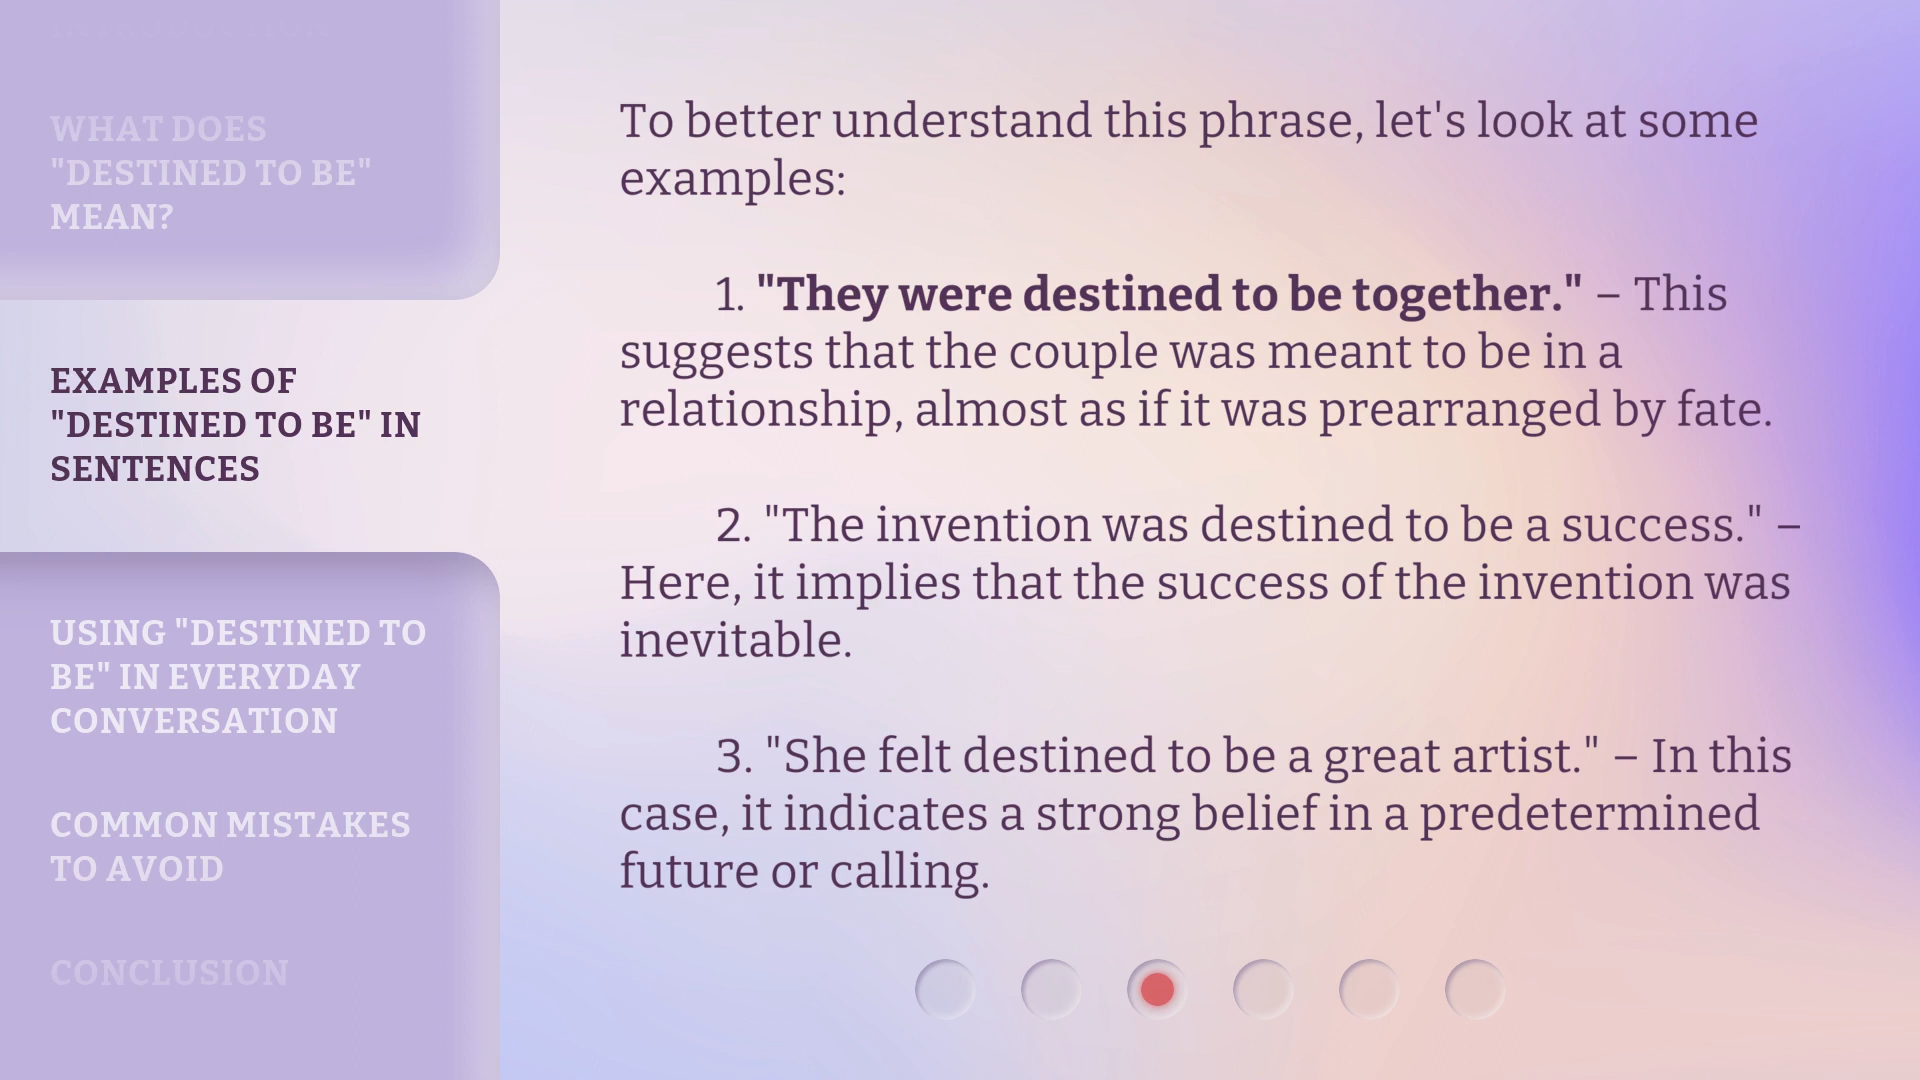 INTRODUCTION
WHAT DOES
"DESTINED TO BE"
MEAN?
EXAMPLES OF
"DESTINED TO BE" IN
SENTENCES
USING "DESTINED TO
BE" IN EVERYDAY
CONVERSATION
COMMON MISTAKES
TO AVOID
CONCLUSION
To better understand this phrase, let's look at some
examples:
1. "They were destined to be together." – This
suggests that the couple was meant to be in a
relationship, almost as if it was prearranged by fate.
2. "The invention was destined to be a success." –
Here, it implies that the success of the invention was
inevitable.
3. "She felt destined to be a great artist." – In this
case, it indicates a strong belief in a predetermined
future or calling.